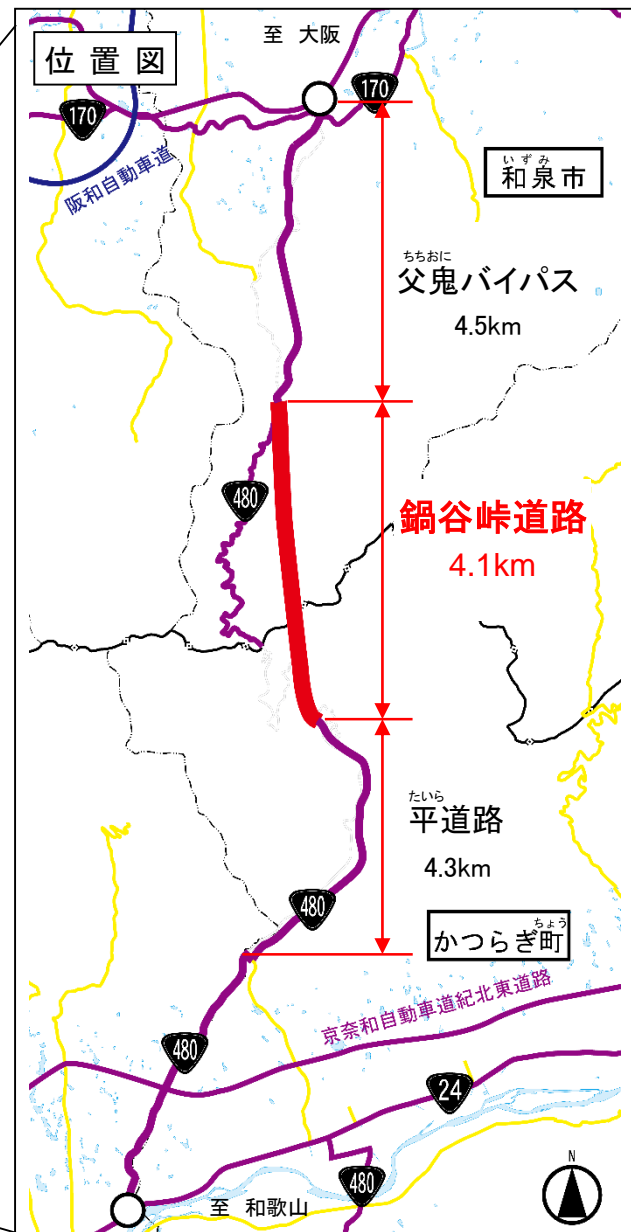 位置図
至 大阪
170
170
阪和自動車道
いずみ
和泉市
ちちおに
父鬼バイパス
4.5km
480
鍋谷峠道路
4.1km
たいら
平道路
4.3km
480
ちょう
かつらぎ町
京奈和自動車道紀北東道路
480
24
480
至 和歌山
N